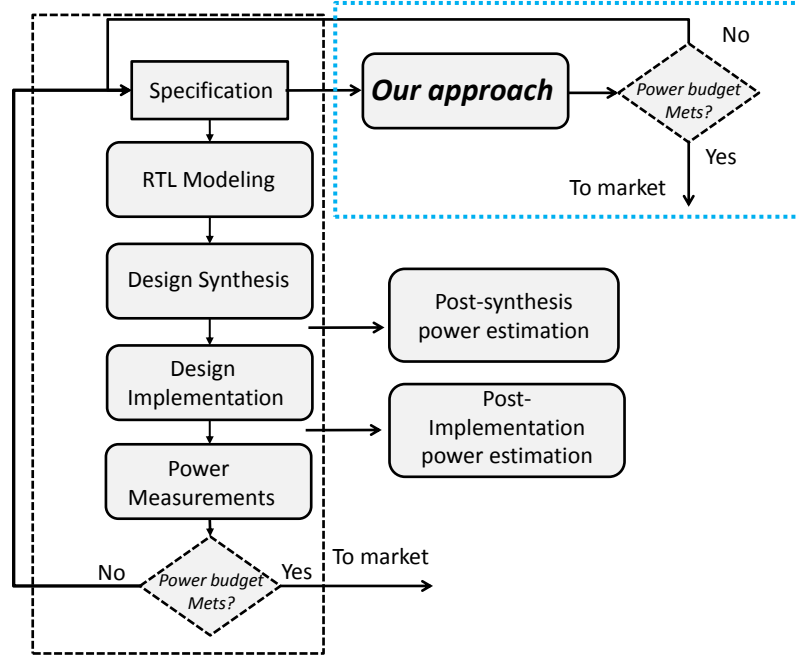 No
Specification
Our approach
Power budget
Mets?
RTL Modeling
Yes
To market
Design Synthesis
Post-synthesis
power estimation
Design
Implementation
Post-
Implementation
power estimation
Power
Measurements
To market
No
Power budget
Mets?
Yes